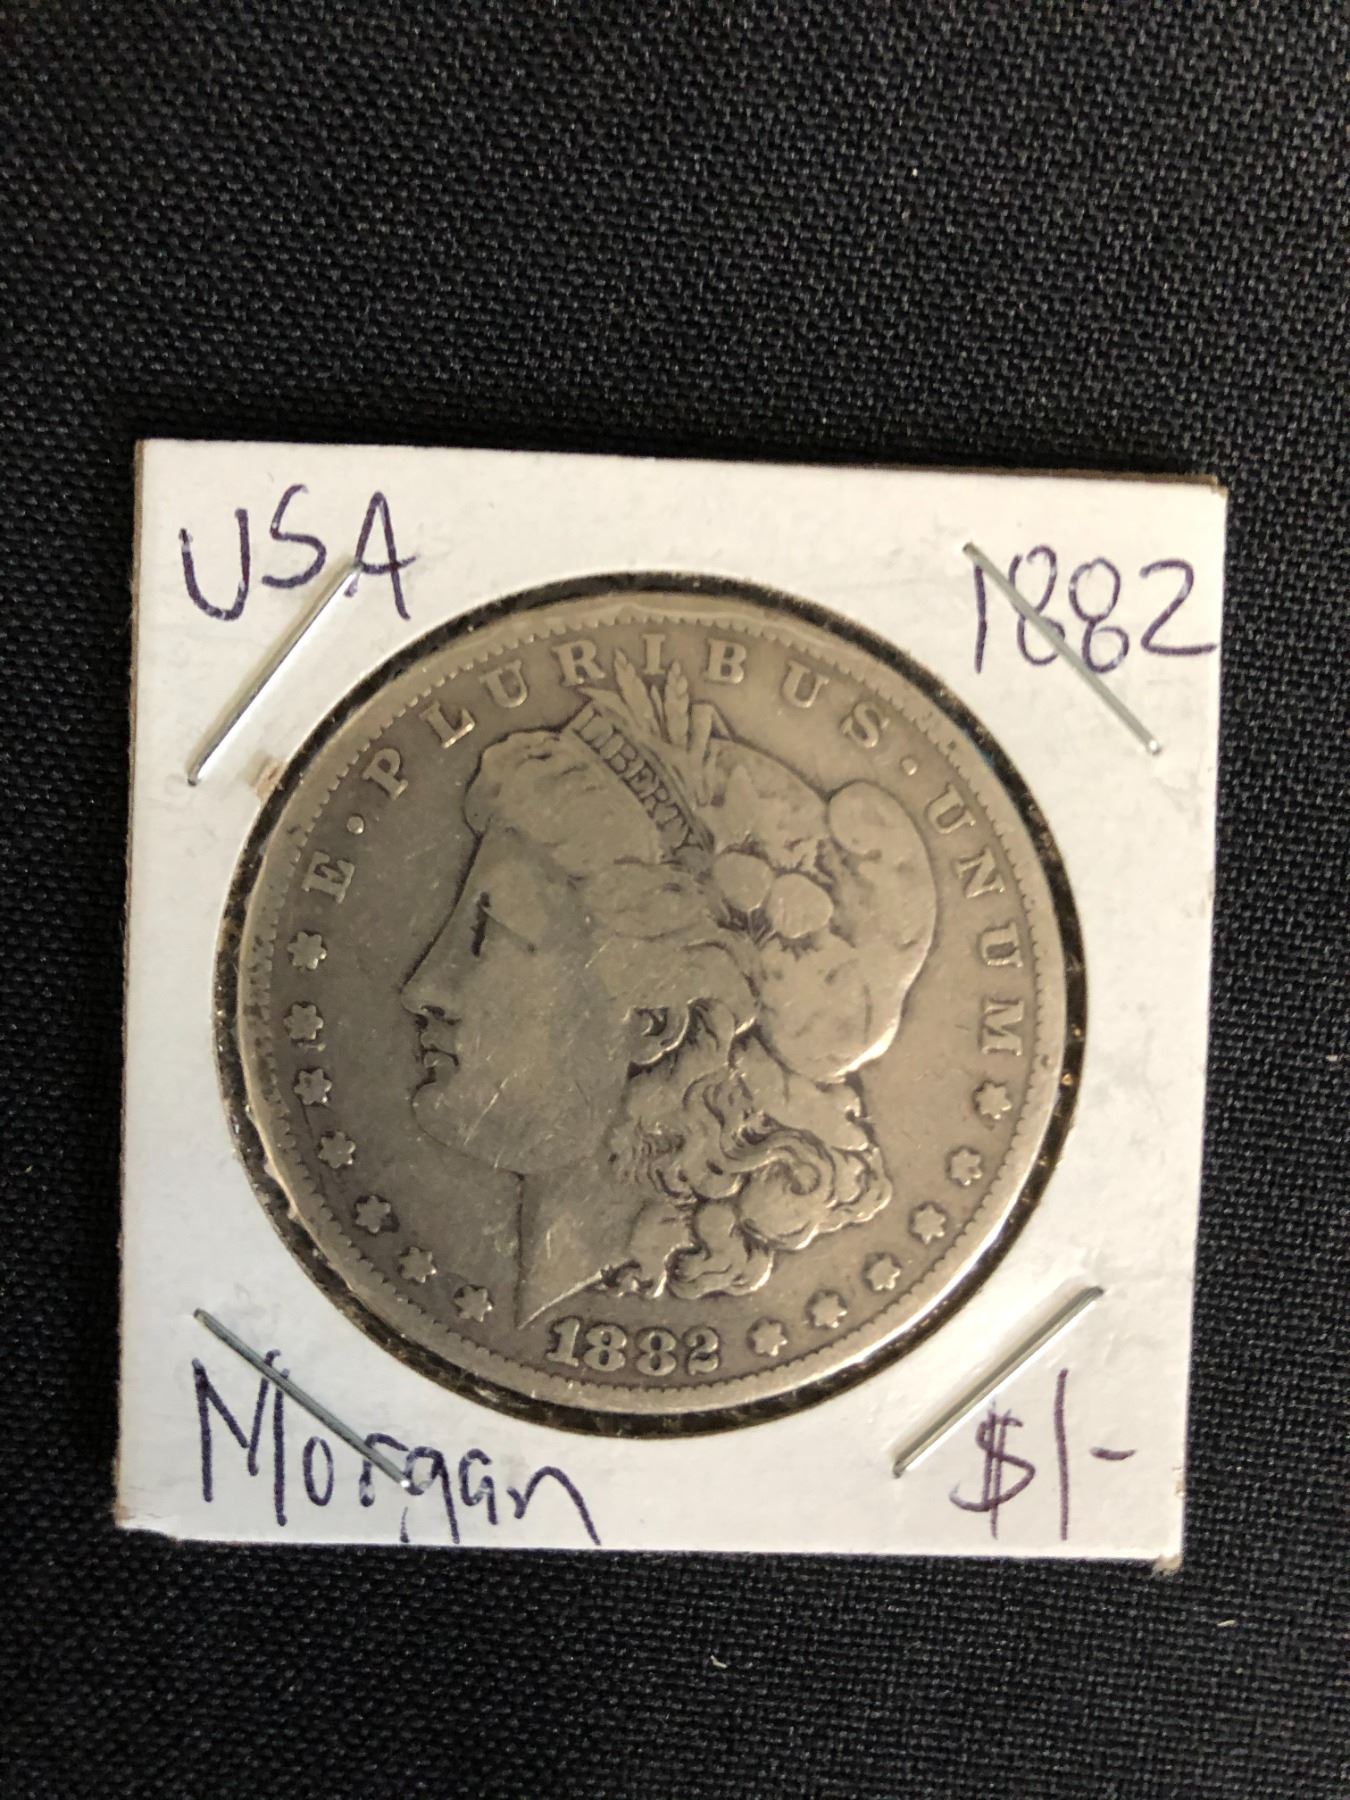 USA
1882
E · PLURIBUS · UNUM
LIBERTY
1882
Morgan
$1-